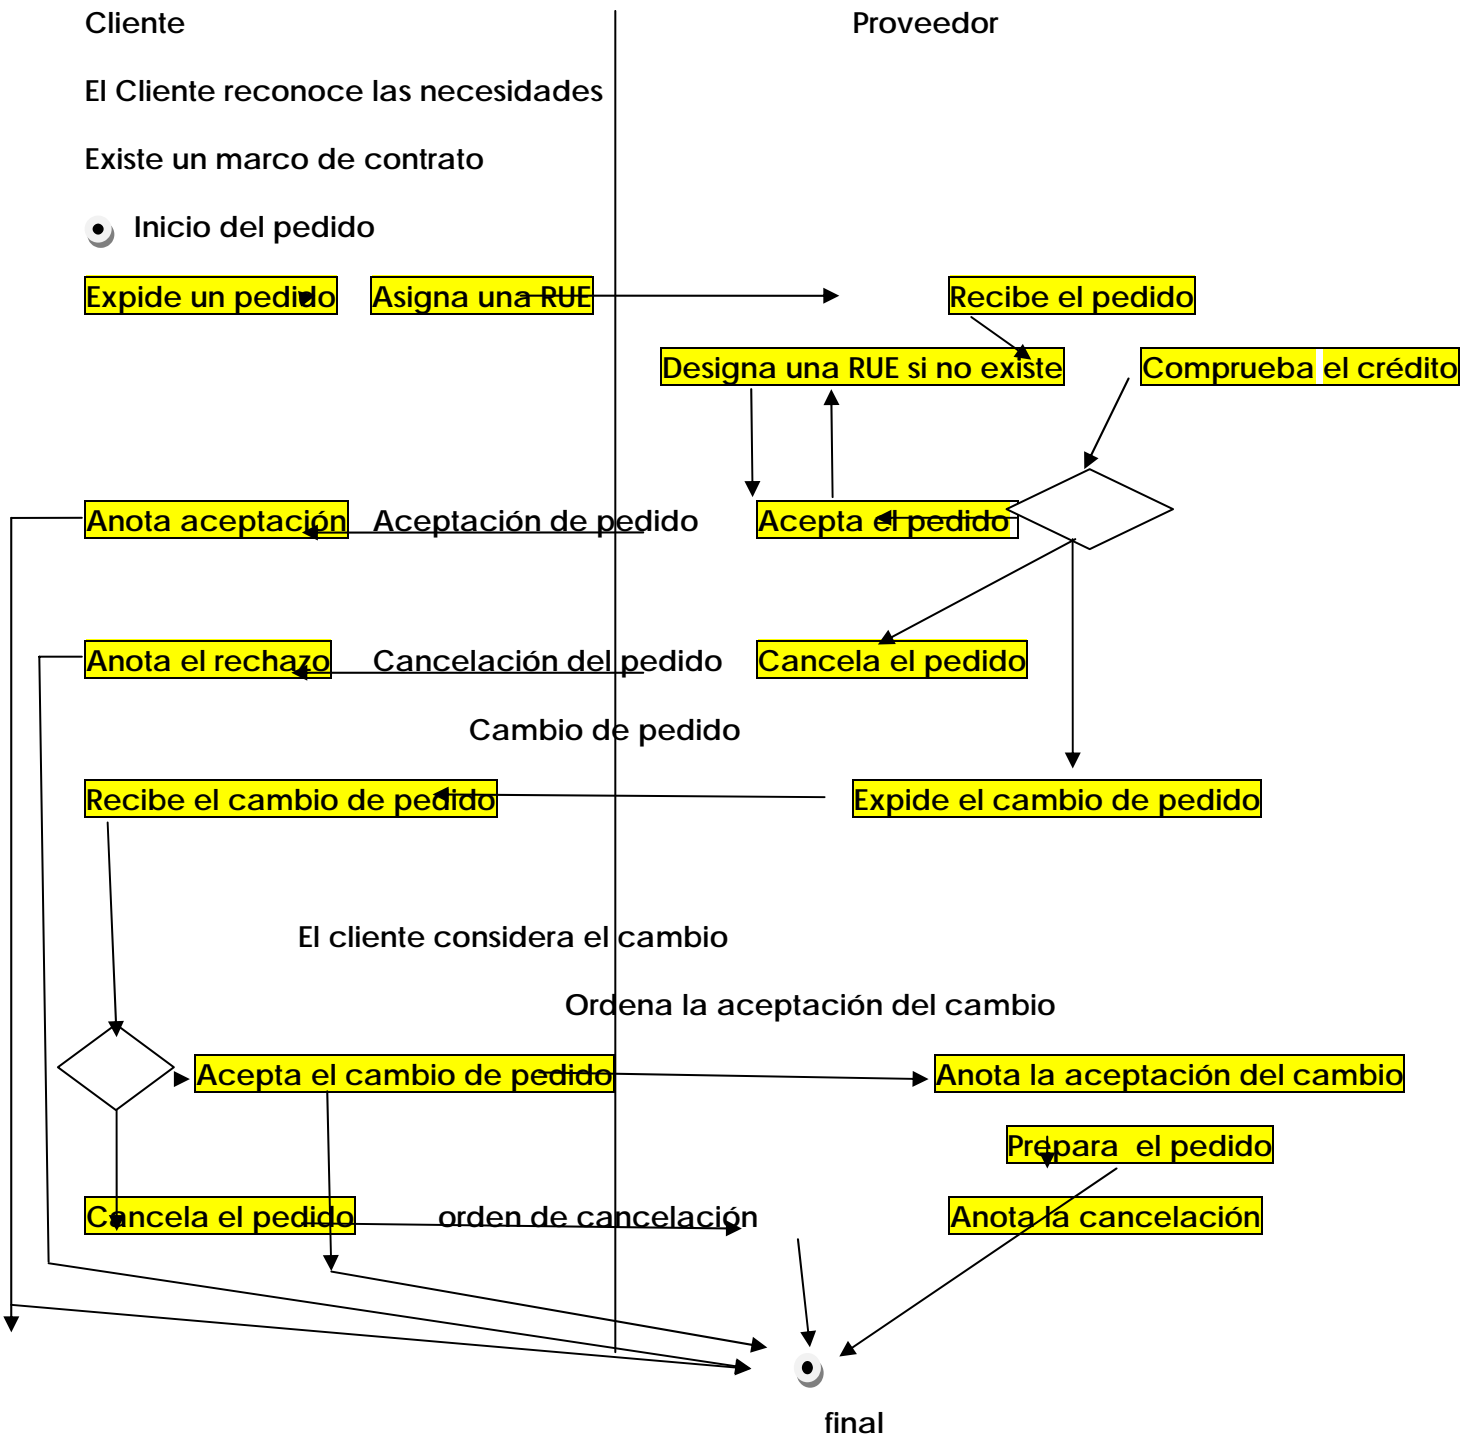 Cliente Proveedor
El Cliente reconoce las necesidades
Existe un marco de contrato
Inicio del pedido
Expide un pedido Asigna una RUE Recibe el pedido
Designa una RUE si no existe Comprueba el crédito
Anota aceptación Aceptación de pedido Acepta el pedido
Anota el rechazo Cancelación del pedido Cancela el pedido
Cambio de pedido
Recibe el cambio de pedido Expide el cambio de pedido
El cliente considera el cambio
Ordena la aceptación del cambio
Acepta el cambio de pedido Anota la aceptación del cambio
Prepara el pedido
Cancela el pedido orden de cancelación Anota la cancelación
final